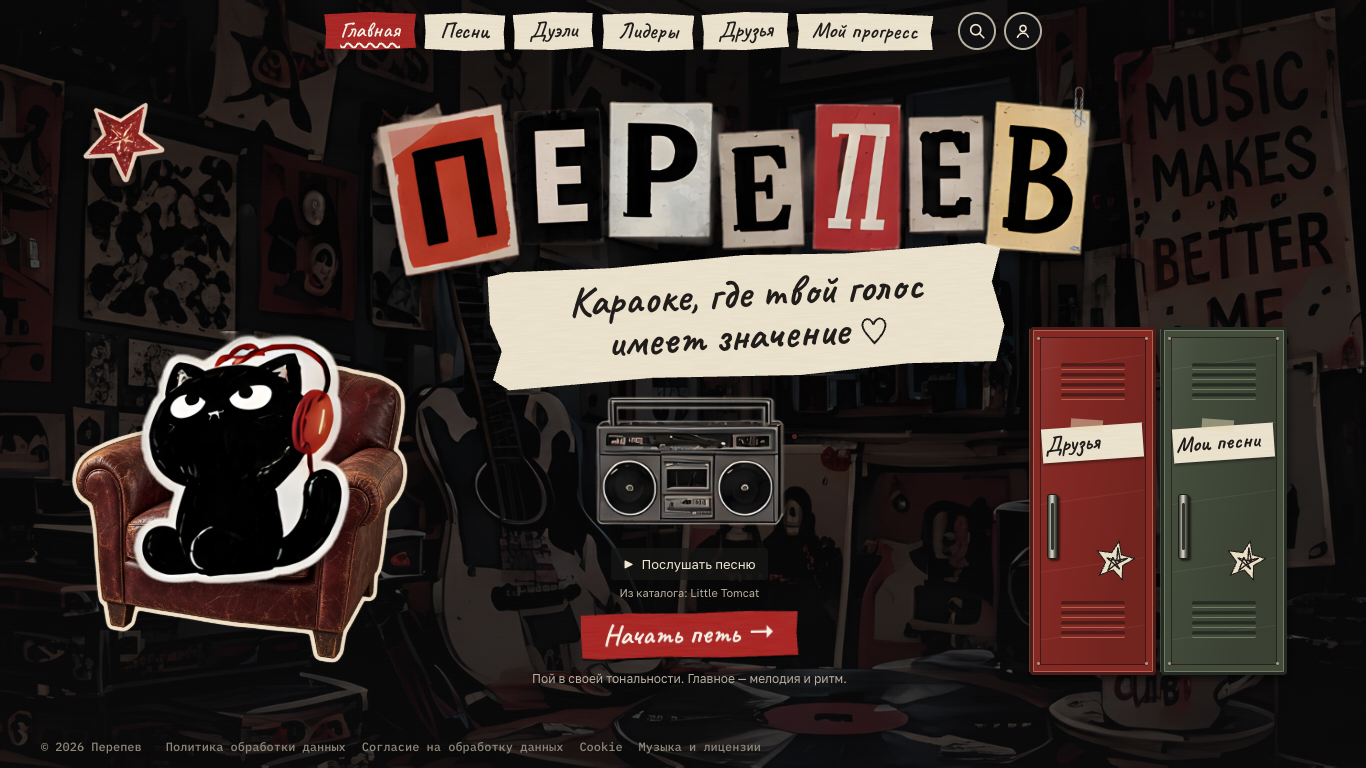 Главная Песни Дуэли Лидеры Друзья Мой прогресс
ПЕРЕПЕВ
MUSIC
MAKES
BETTER
ME
Караоке, где твой голос
имеет значение ♡
Друзья
Мои песни
▶ Послушать песню
Из каталога: Little Tomcat
Начать петь →
Пой в своей тональности. Главное — мелодия и ритм.
© 2026 Перепев Политика обработки данных Согласие на обработку данных Cookie Музыка и лицензии